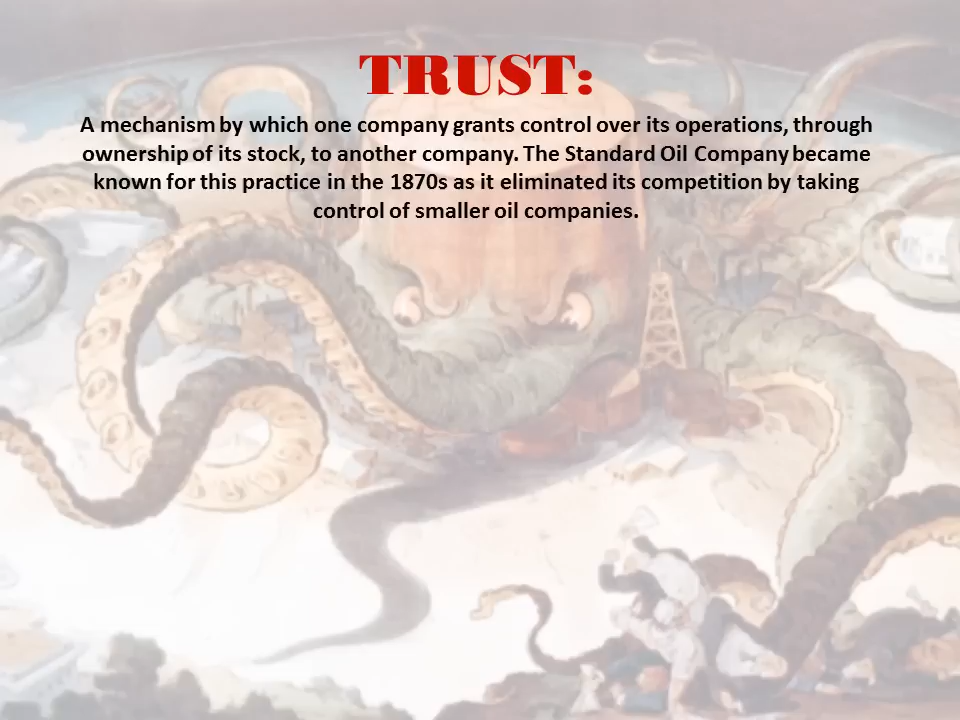 TRUST:
A mechanism by which one company grants control over its operations, through
ownership of its stock, to another company. The Standard Oil Company became
known for this practice in the 1870s as it eliminated its competition by taking
control of smaller oil companies.